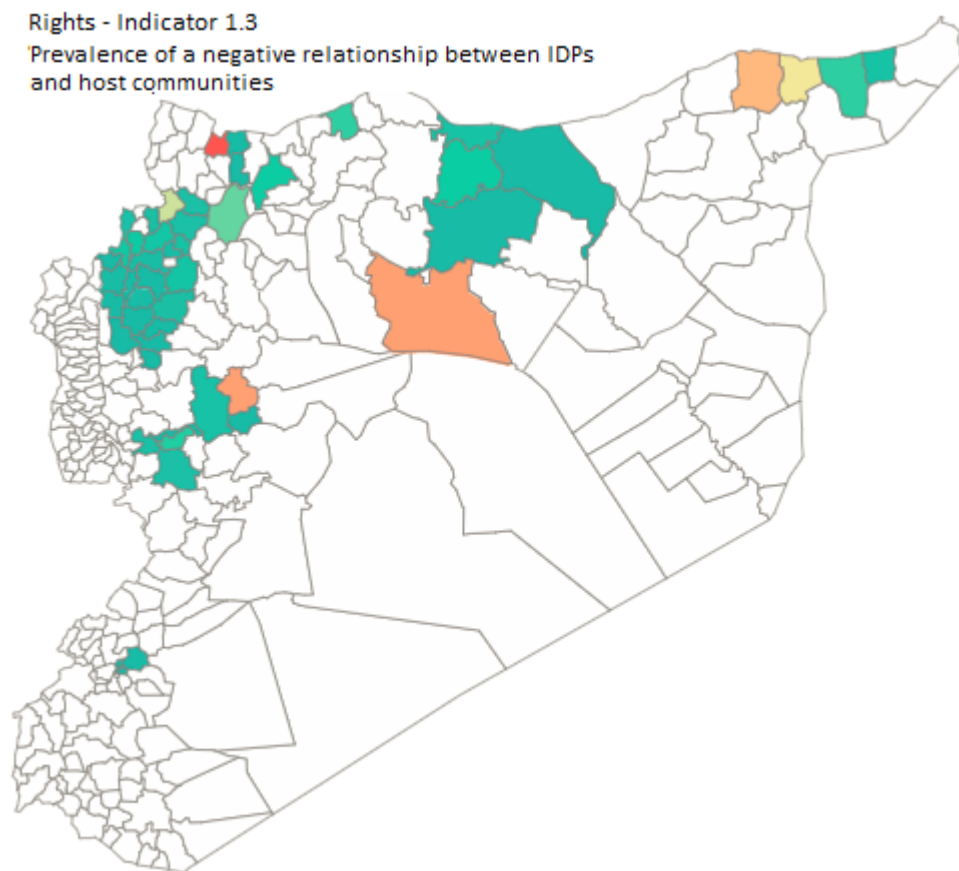 Rights - Indicator 1.3
Prevalence of a negative relationship between IDPs
and host communities